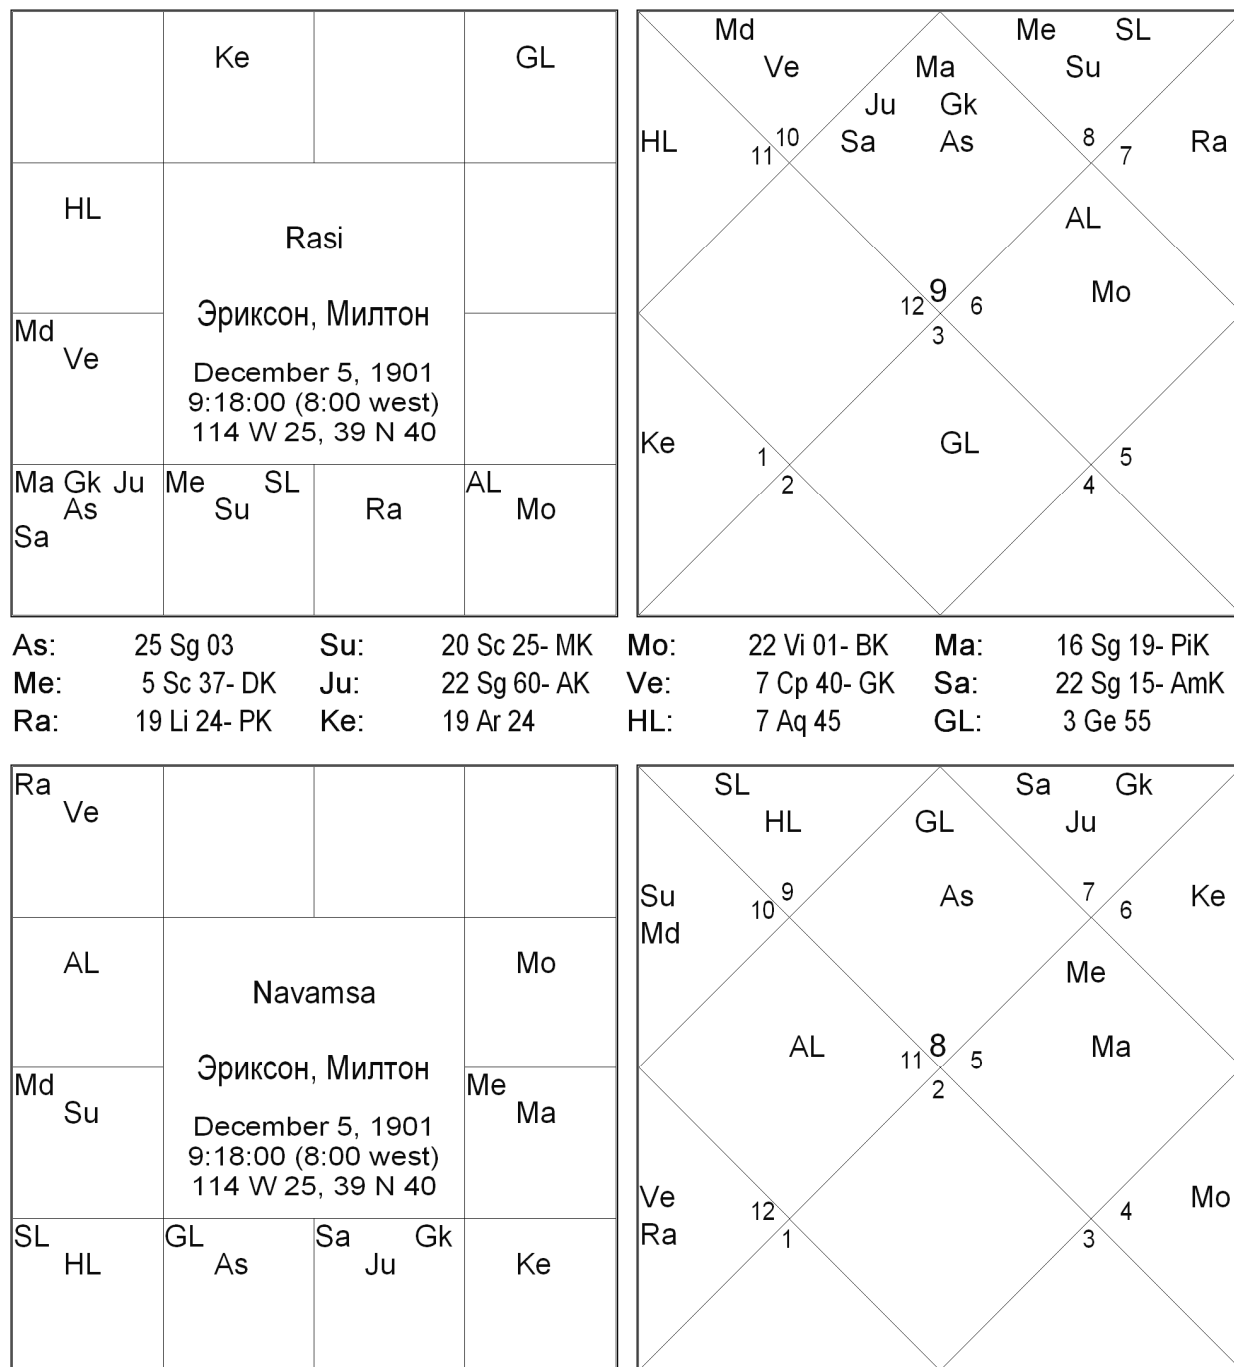 Ke GL
HL
Rasi
Эриксон, Милтон
Md
Ve
December 5, 1901
9:18:00 (8:00 west)
114 W 25, 39 N 40
Ma Gk Ju Me SL AL
As Su Ra Mo
Sa
Md Me SL
Ve Ma Su
Ju Gk
HL 11 10 Sa As 8 7 Ra
AL
12 9 6 Mo
3
Ke 1 GL 5
2 4
As: 25 Sg 03 Su: 20 Sc 25- MK Mo: 22 Vi 01- BK Ma: 16 Sg 19- PiK
Me: 5 Sc 37- DK Ju: 22 Sg 60- AK Ve: 7 Cp 40- GK Sa: 22 Sg 15- AmK
Ra: 19 Li 24- PK Ke: 19 Ar 24 HL: 7 Aq 45 GL: 3 Ge 55
Ra
Ve
AL Mo
Navamsa
Эриксон, Милтон
Md Me
Su Ma
December 5, 1901
9:18:00 (8:00 west)
114 W 25, 39 N 40
SL GL Sa Gk
HL As Ju Ke
SL Sa Gk
HL GL Ju
Su 10 9 As 7 6 Ke
Md
Me
AL 11 8 5 Ma
2
Ve 12 4 Mo
Ra 1 3